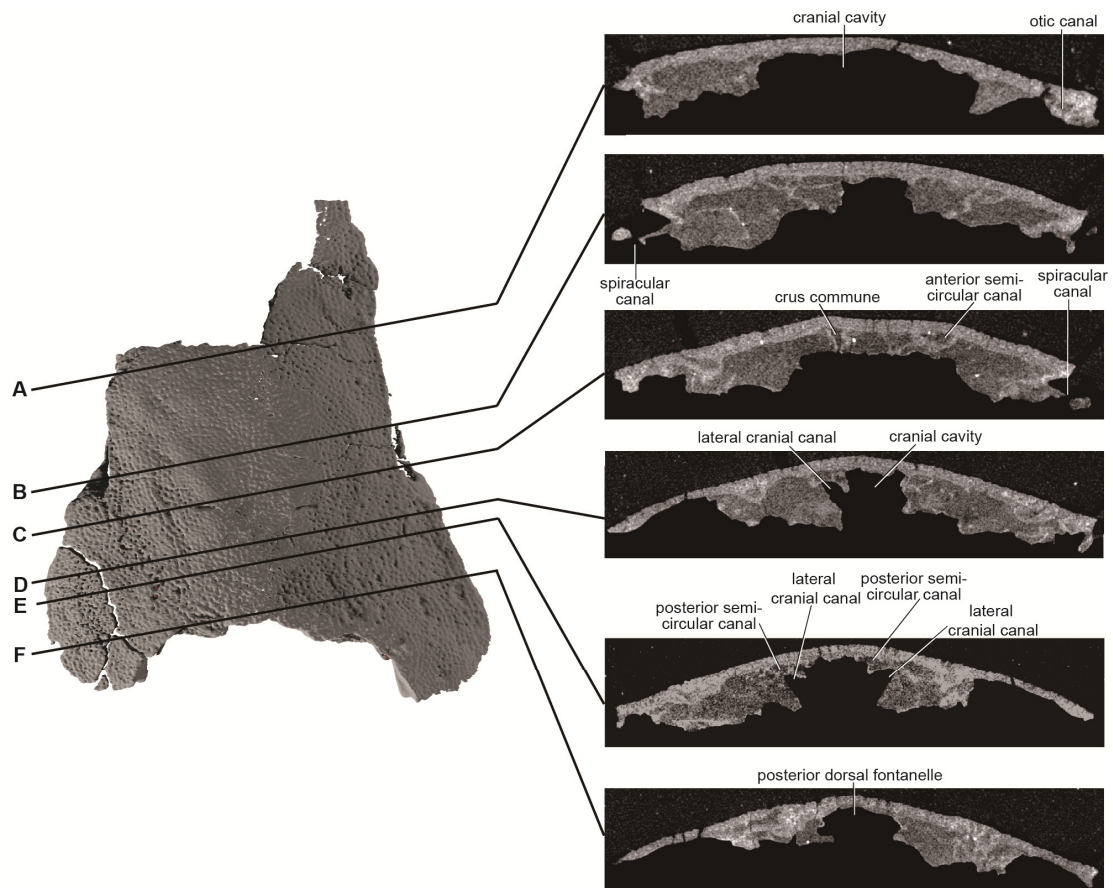 cranial cavity
otic canal
A
spiracular
canal
crus commune
anterior semi-
circular canal
spiracular
canal
B
C
lateral cranial canal
cranial cavity
D
E
lateral
cranial canal
posterior semi-
circular canal
posterior semi-
circular canal
lateral
cranial canal
F
posterior dorsal fontanelle